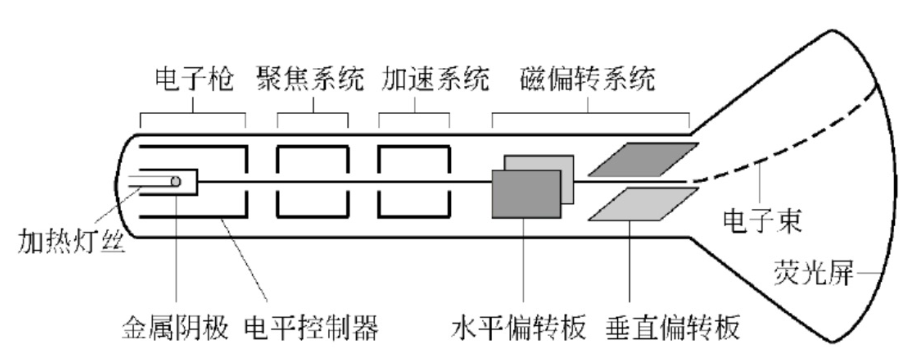 电子枪 聚焦系统 加速系统 磁偏转系统
电子束
加热灯丝
荧光屏
金属阴极 电平控制器 水平偏转板 垂直偏转板